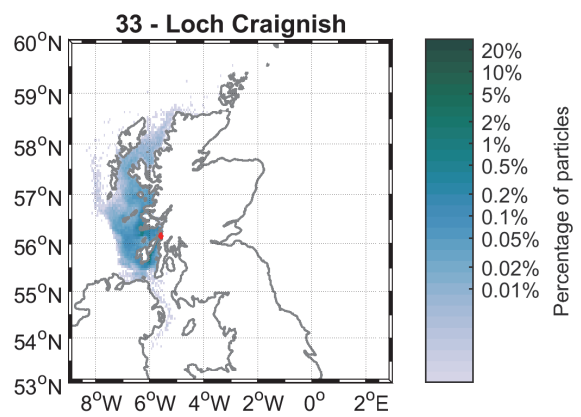 33 - Loch Craignish
60°N
59°N
58°N
57°N
56°N
55°N
54°N
53°N
8°W 6°W 4°W 2°W 0° 2°E
20%
10%
5%
2%
1%
0.5%
0.2%
0.1%
0.05%
0.02%
0.01%
Percentage of particles